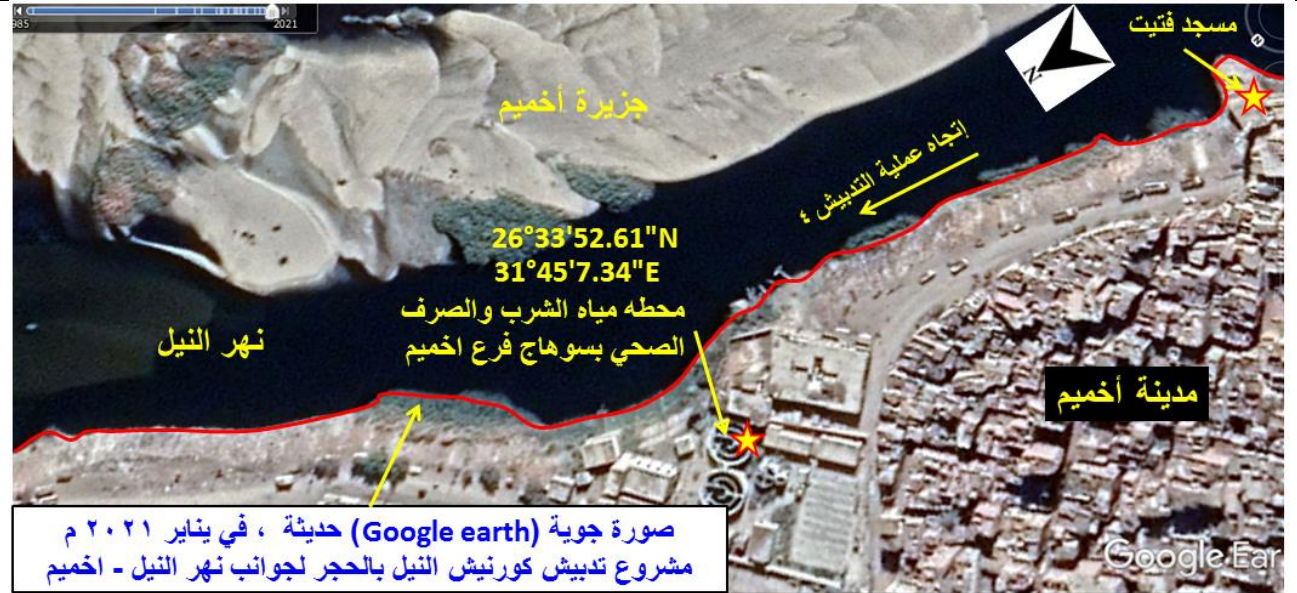 985
2021
مسجد فتيت
N
N
جزيرة أخميم
إتجاه عملية التدبيش ٤
26°33'52.61"N
31°45'7.34"E
محطه مياه الشرب والصرف
الصحي بسوهاج فرع اخميم
نهر النيل
مدينة أخميم
صورة جوية (Google earth) حديثة ، في يناير ٢٠٢١ م
مشروع تدبيش كورنيش النيل بالحجر لجوانب نهر النيل - اخميم
Google Ear